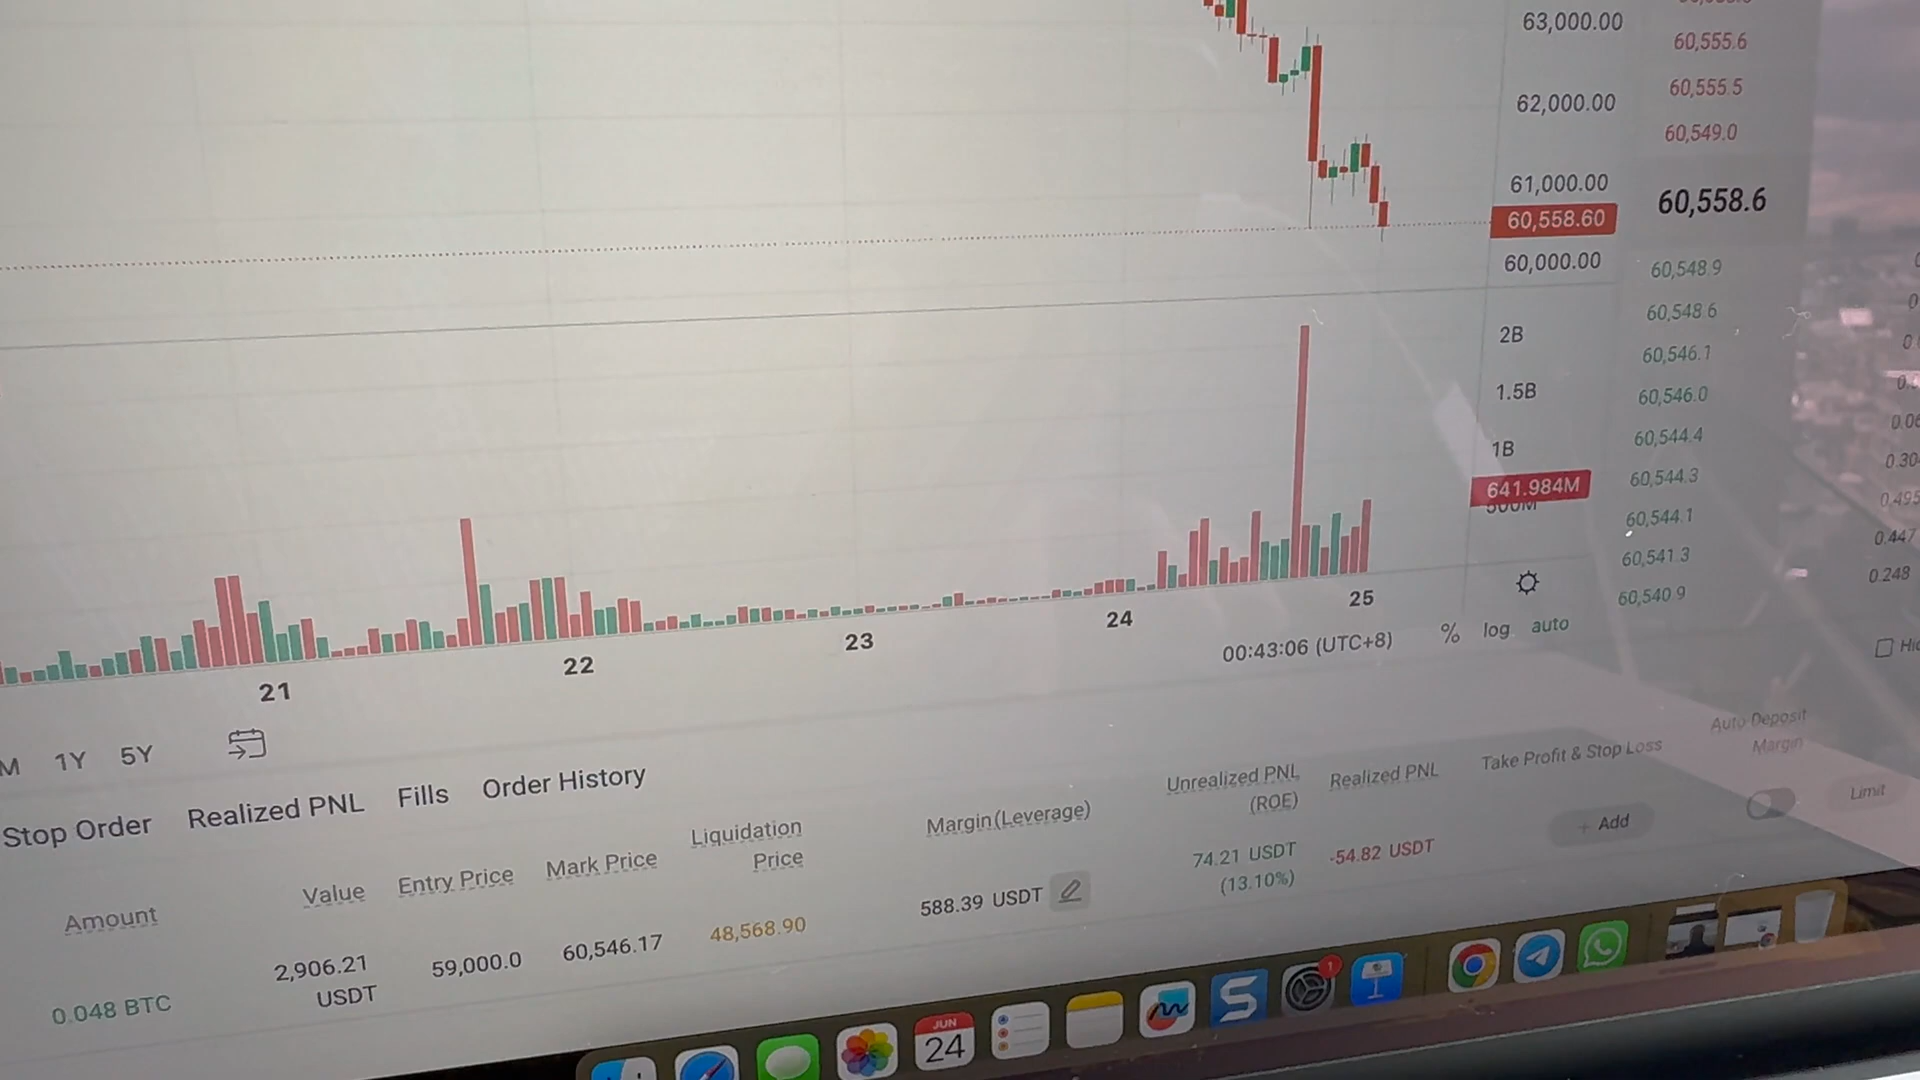 63,000.00
62,000.00
61,000.00
60,558.60
60,000.00
60,555.6
60,555.5
60,549.0
60,558.6
60,548.9
60,548.6
60,546.1
60,546.0
60,544.4
60,544.3
60,544.1
60,541.3
60,540.9
0.30
0.495
0.447
0.248
2B
1.5B
1B
641.984M
500M
21
22
23
24
25
00:43:06 (UTC+8)
%
log
auto
M
1Y
5Y
Stop Order
Realized PNL
Fills
Order History
Amount
Value
Entry Price
Mark Price
Liquidation
Price
Margin(Leverage)
Unrealized PNL
(ROE)
Realized PNL
Take Profit & Stop Loss
Auto Deposit
Margin
0.048 BTC
2,906.21
USDT
59,000.0
60,546.17
48,568.90
588.39 USDT
74.21 USDT
(13.10%)
-54.82 USDT
+ Add
Limit
JUN
24
1